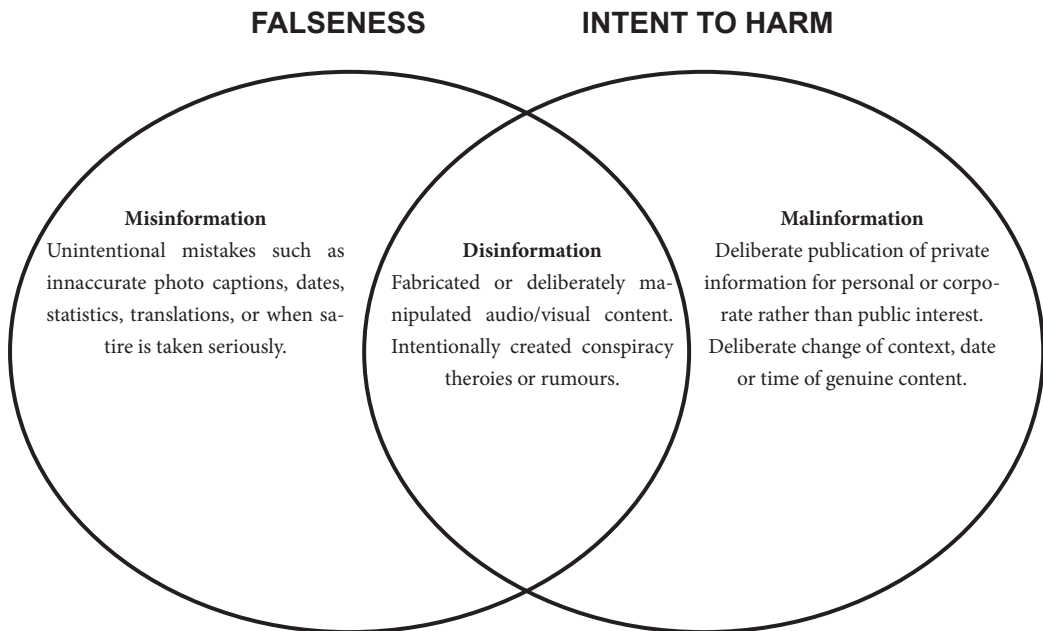 FALSENESS
INTENT TO HARM
Misinformation
Unintentional mistakes such as
innaccurate photo captions, dates,
statistics, translations, or when sa-
tire is taken seriously.
Disinformation
Fabricated or deliberately ma-
nipulated audio/visual content.
Intentionally created conspiracy
theroies or rumours.
Malinformation
Deliberate publication of private
information for personal or corpo-
rate rather than public interest.
Deliberate change of context, date
or time of genuine content.